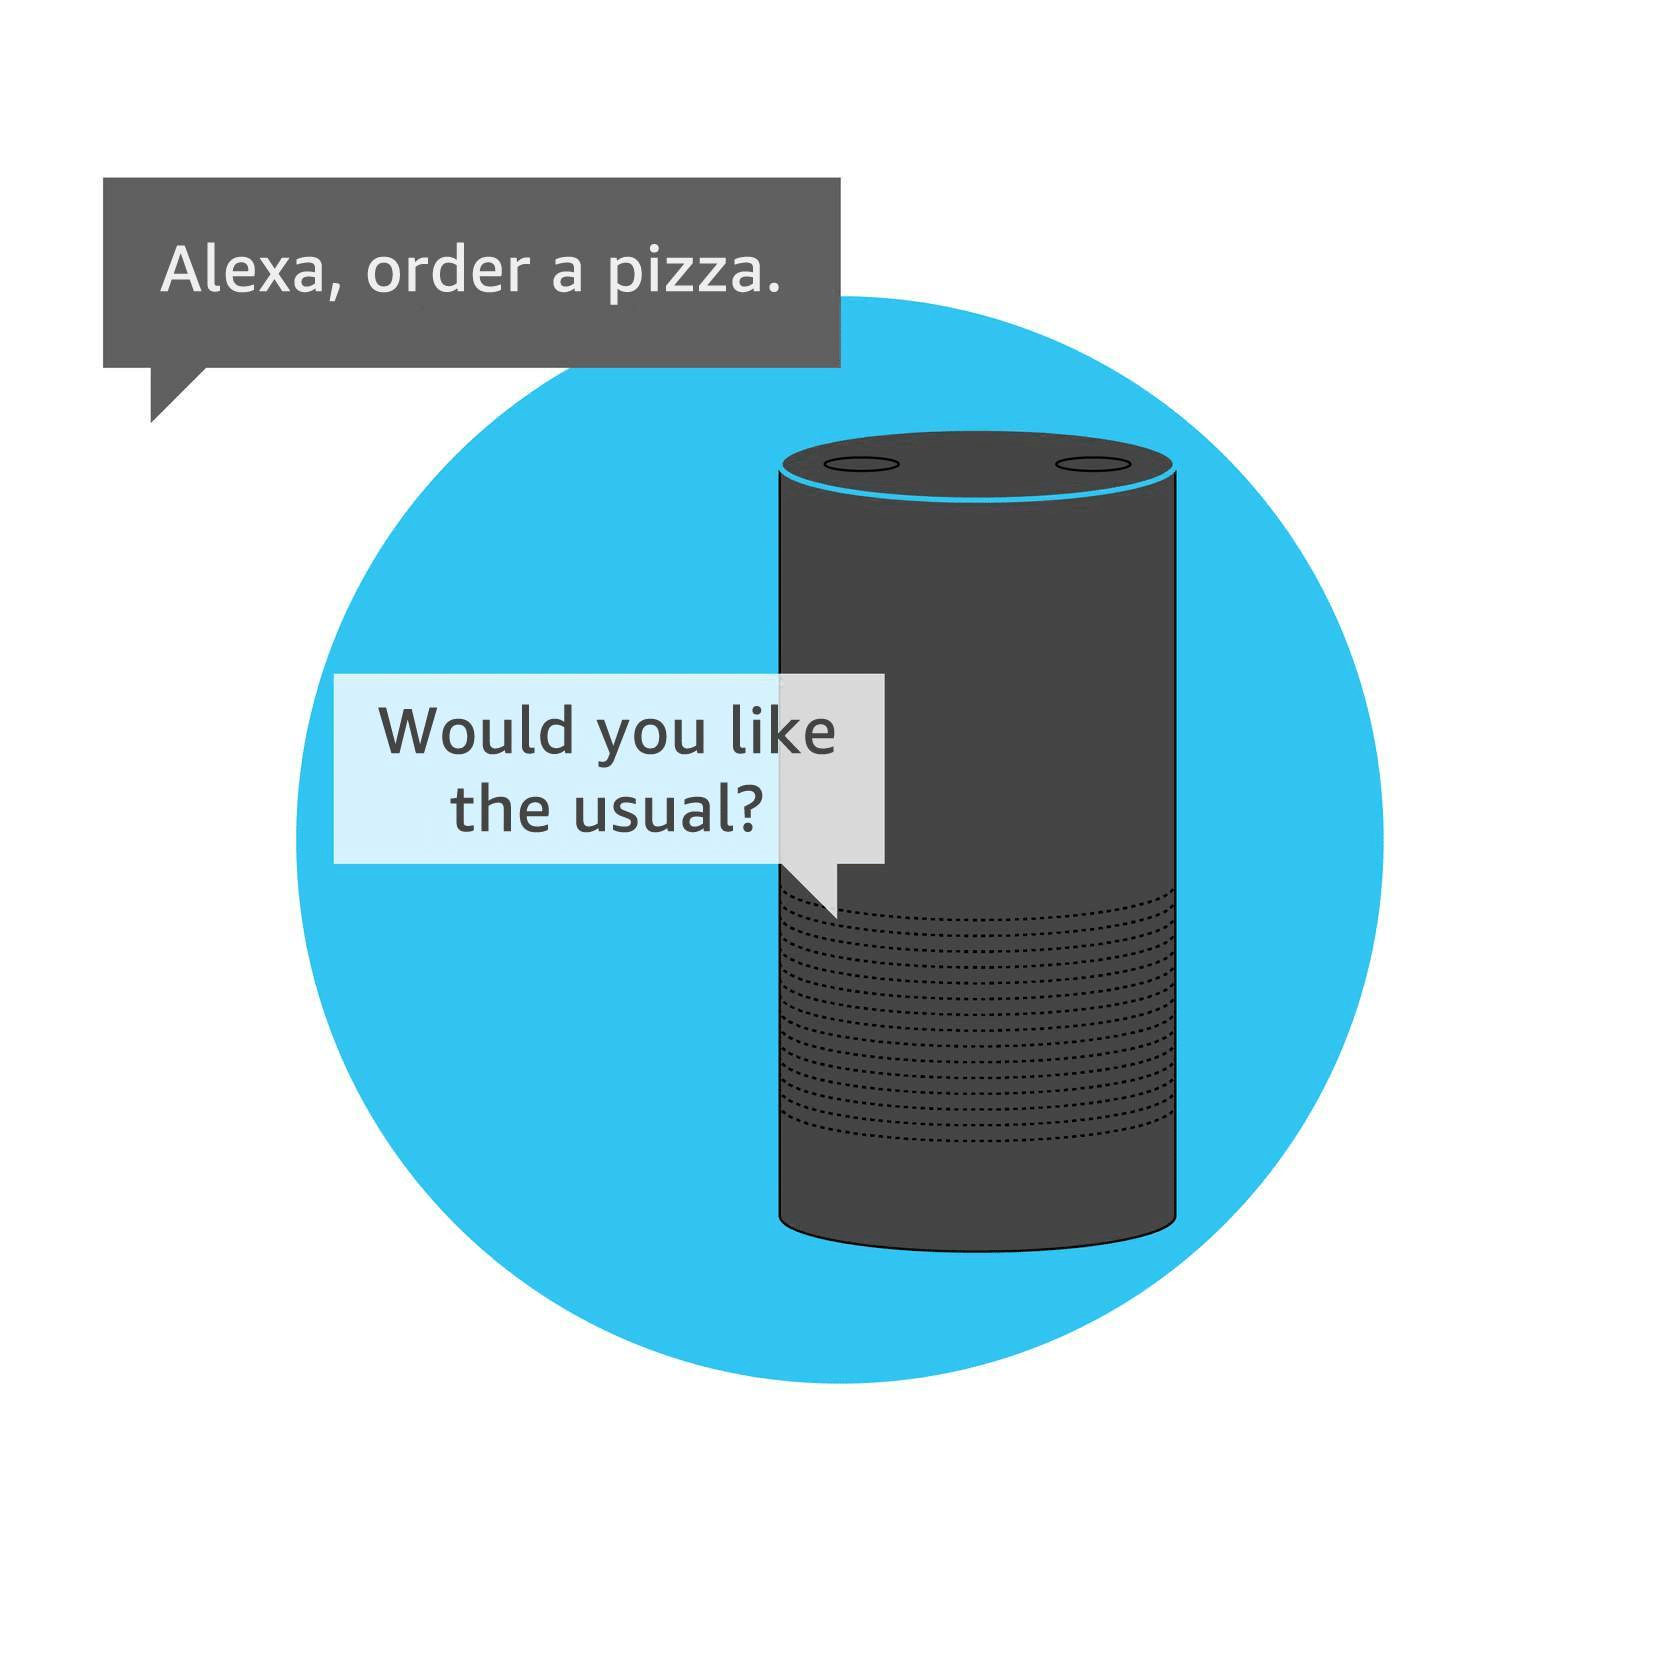 Alexa, order a pizza.
Would you like
the usual?